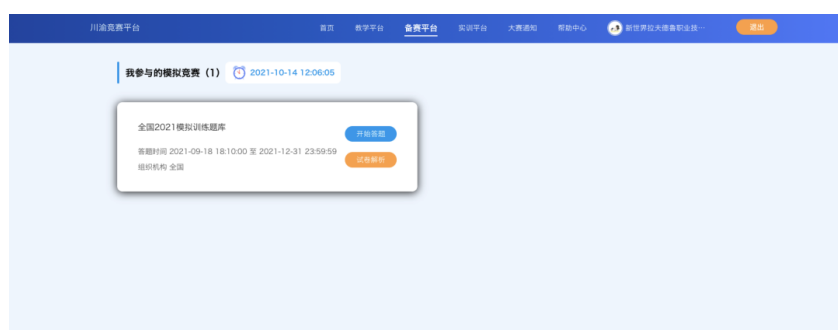 川渝竞赛平台 首页 教学平台 备赛平台 实训平台 大赛通知 帮助中心 新世界拉夫德鲁职业技… 退出
我参与的模拟竞赛（1） 2021-10-14 12:06:05
全国2021模拟训练题库
开始答题
答题时间 2021-09-18 18:10:00 至 2021-12-31 23:59:59
试卷解析
组织机构 全国